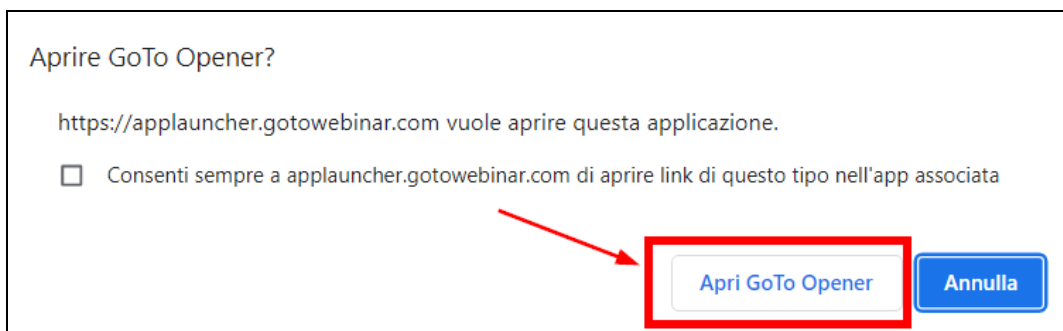 Aprire GoTo Opener?
https://applauncher.gotowebinar.com vuole aprire questa applicazione.
Consenti sempre a applauncher.gotowebinar.com di aprire link di questo tipo nell'app associata
Apri GoTo Opener Annulla